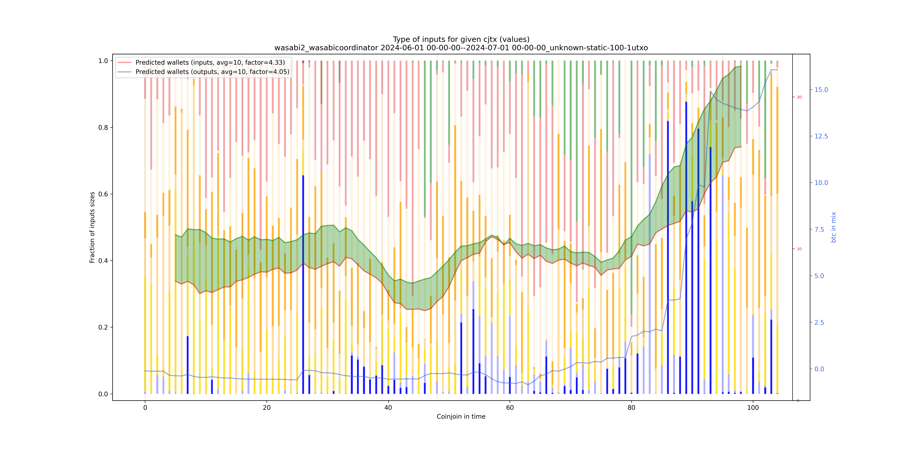 Type of inputs for given cjtx (values)
wasabi2_wasabicoordinator 2024-06-01 00-00-00--2024-07-01 00-00-00_unknown-static-100-1utxo
Predicted wallets (inputs, avg=10, factor=4.33)
Predicted wallets (outputs, avg=10, factor=4.05)
Fraction of inputs sizes
1.0
0.8
0.6
0.4
0.2
0.0
0 20 40 60 80 100
Coinjoin in time
15.0
12.5
10.0
7.5
5.0
2.5
0.0
btc in mix